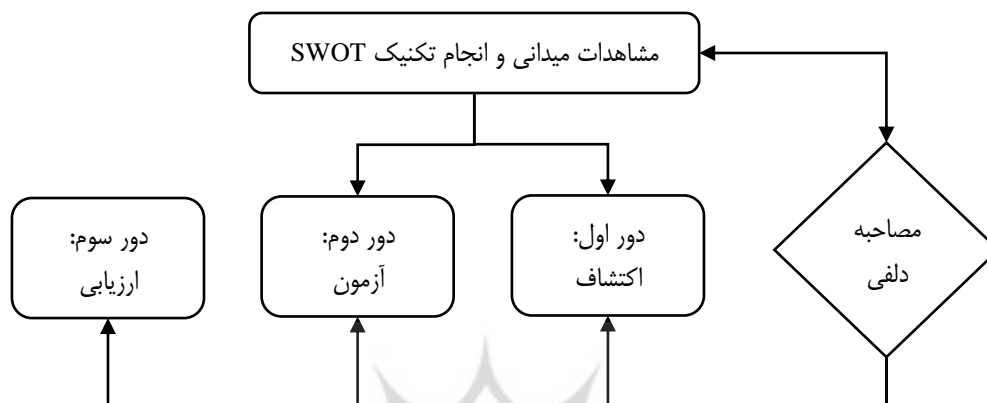 مشاهدات میدانی و انجام تکنیک SWOT
مصاحبه
دلفی
دور اول:
اکتشاف
دور دوم:
آزمون
دور سوم:
ارزیابی